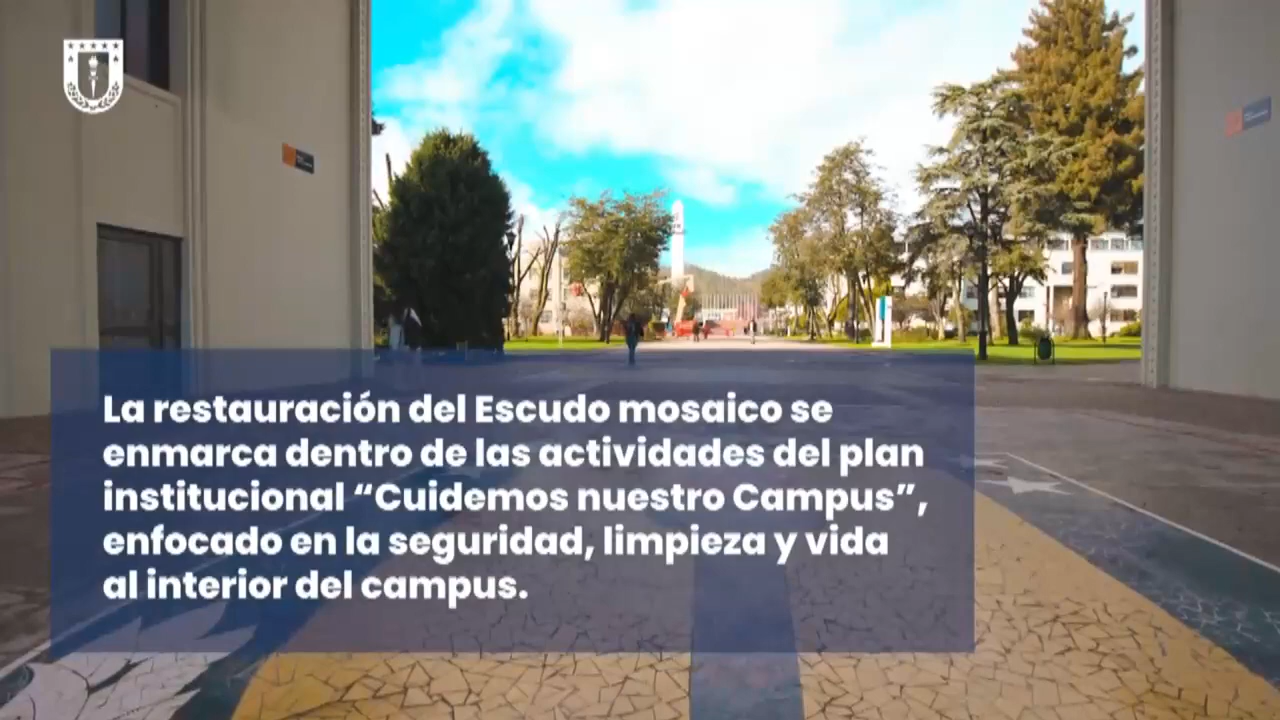 La restauración del Escudo mosaico se
enmarca dentro de las actividades del plan
institucional “Cuidemos nuestro Campus”,
enfocado en la seguridad, limpieza y vida
al interior del campus.